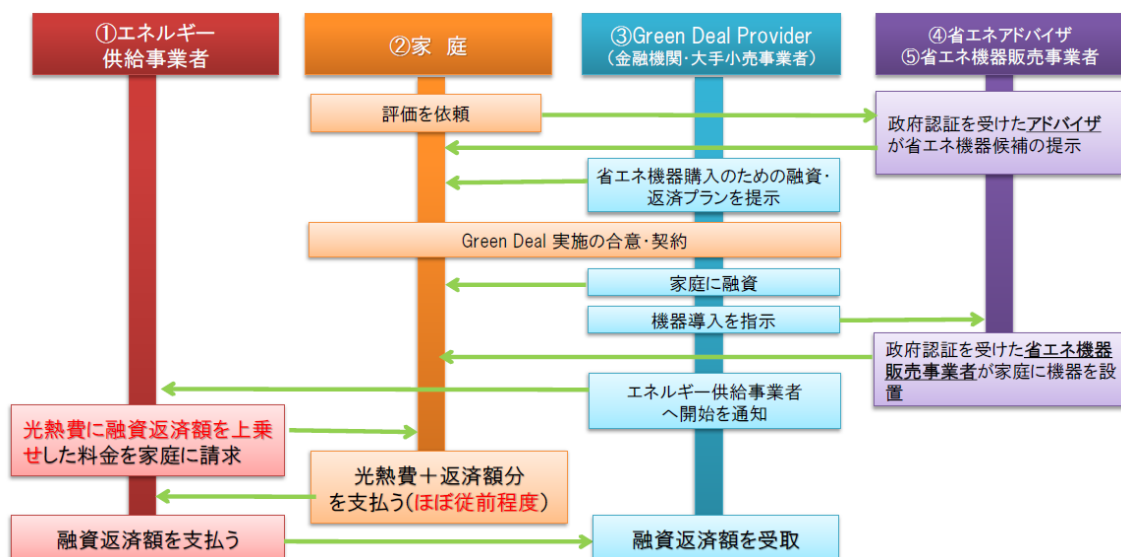 ①エネルギー
供給事業者
②家 庭
③Green Deal Provider
(金融機関・大手小売事業者)
④省エネアドバイザ
⑤省エネ機器販売事業者
評価を依頼
政府認証を受けたアドバイザ
が省エネ機器候補の提示
省エネ機器購入のための融資・
返済プランを提示
Green Deal 実施の合意・契約
家庭に融資
機器導入を指示
政府認証を受けた省エネ機器
販売事業者が家庭に機器を設
置
エネルギー供給事業者
へ開始を通知
光熱費に融資返済額を上乗
せした料金を家庭に請求
光熱費＋返済額分
を支払う(ほぼ従前程度)
融資返済額を支払う
融資返済額を受取